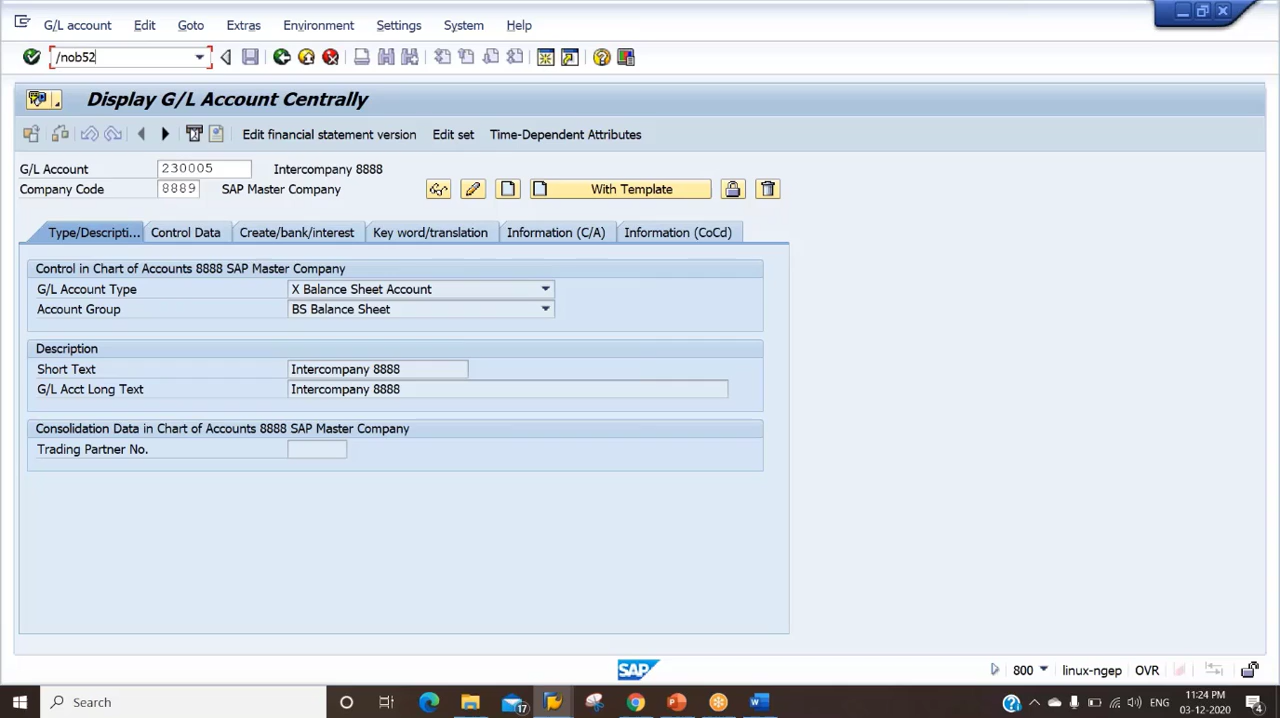 G/L account Edit Goto Extras Environment Settings System Help
/nob52
Display G/L Account Centrally
Edit financial statement version Edit set Time-Dependent Attributes
G/L Account 230005 Intercompany 8888
Company Code 8889 SAP Master Company With Template
Type/Descripti... Control Data Create/bank/interest Key word/translation Information (C/A) Information (CoCd)
Control in Chart of Accounts 8888 SAP Master Company
G/L Account Type X Balance Sheet Account
Account Group BS Balance Sheet
Description
Short Text Intercompany 8888
G/L Acct Long Text Intercompany 8888
Consolidation Data in Chart of Accounts 8888 SAP Master Company
Trading Partner No.
SAP 800 linux-ngep OVR
Search 17 ENG 11:24 PM
03-12-2020 4